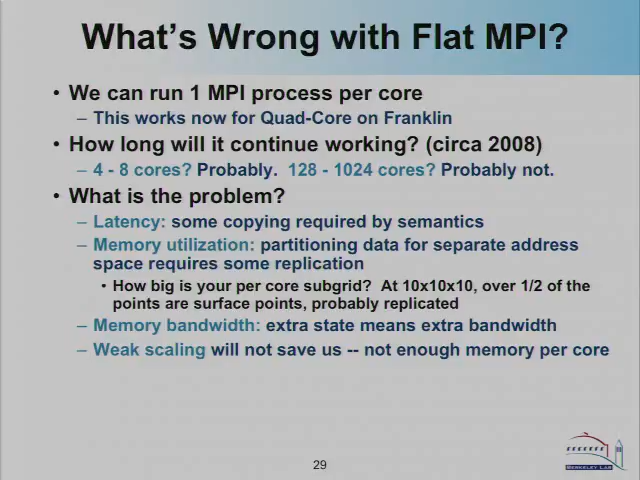 What's Wrong with Flat MPI?
• We can run 1 MPI process per core
– This works now for Quad-Core on Franklin
• How long will it continue working? (circa 2008)
– 4 - 8 cores? Probably. 128 - 1024 cores? Probably not.
• What is the problem?
– Latency: some copying required by semantics
– Memory utilization: partitioning data for separate address
space requires some replication
• How big is your per core subgrid? At 10x10x10, over 1/2 of the
points are surface points, probably replicated
– Memory bandwidth: extra state means extra bandwidth
– Weak scaling will not save us -- not enough memory per core
29
BERKELEY LAB